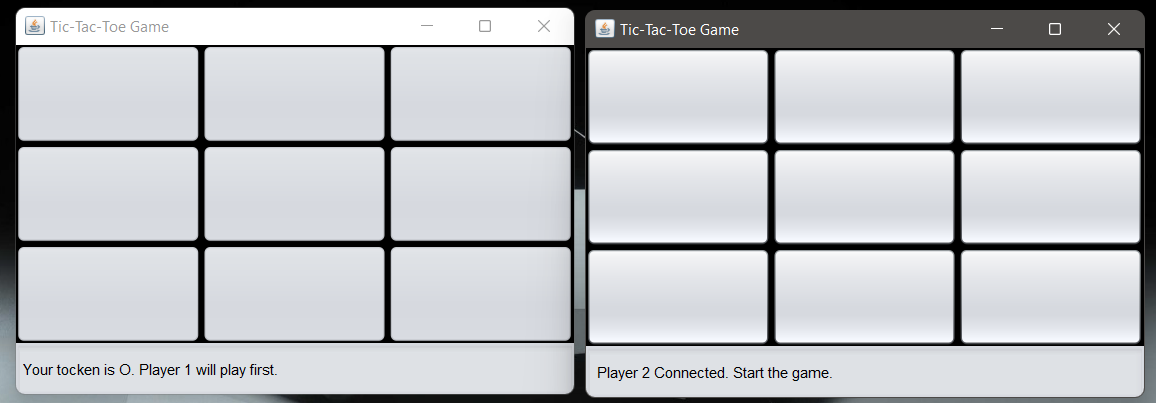 Tic-Tac-Toe Game
Your tocken is O. Player 1 will play first.
Tic-Tac-Toe Game
Player 2 Connected. Start the game.